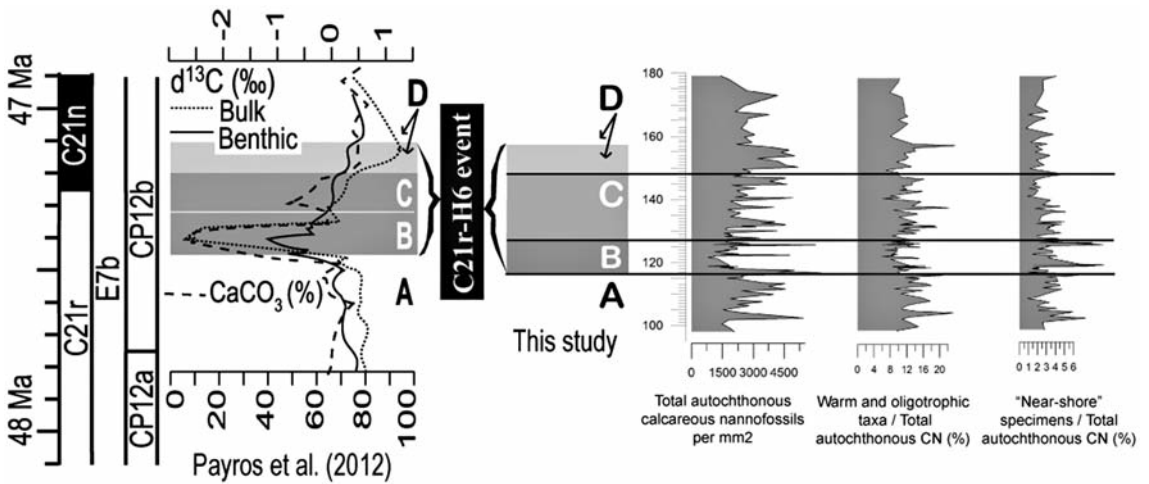 -2 -1 0 1
47 Ma
48 Ma
C21n
C21r
E7b
CP12b
CP12a
d¹³C (‰)
Bulk
Benthic
CaCO₃ (%)
D
C
B
A
0 20 40 60 80 100
Payros et al. (2012)
C21r-H6 event
D
C
B
A
This study
180
160
140
120
100
0 1500 3000 4500
Total autochthonous
calcareous nannofossils
per mm2
0 4 8 12 16 20
Warm and oligotrophic
taxa / Total
autochthonous CN (%)
0 1 2 3 4 5 6
“Near-shore”
specimens / Total
autochthonous CN (%)